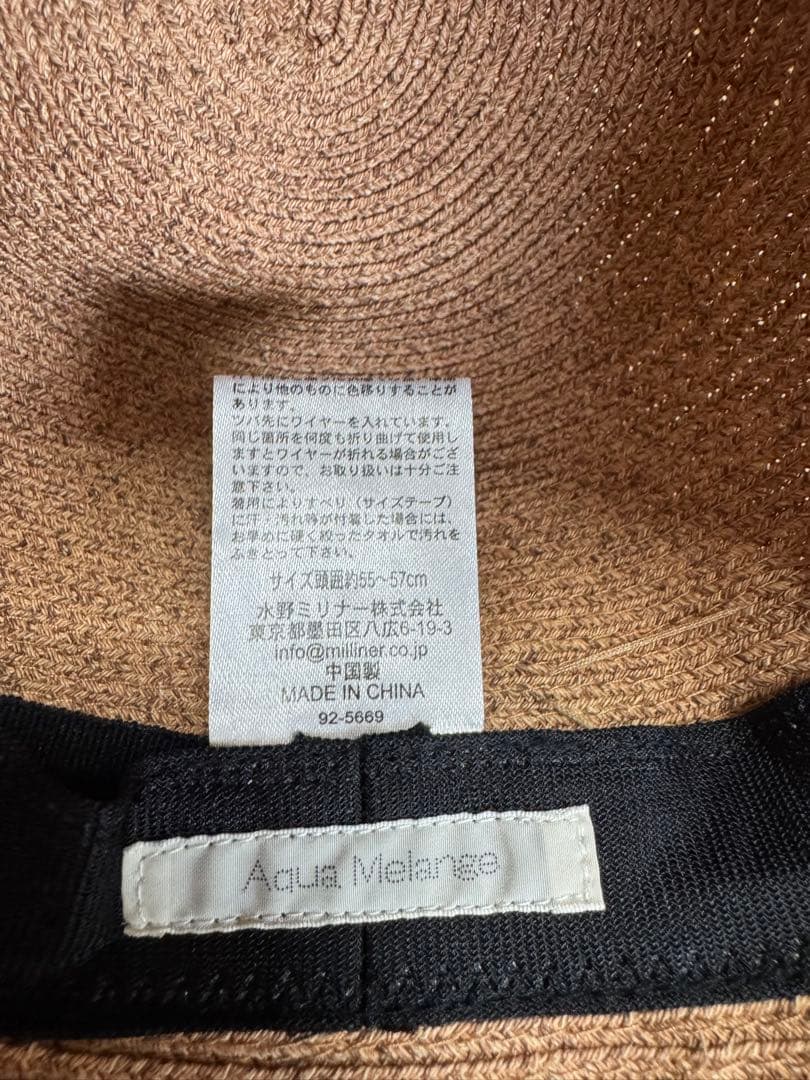 により他のものに色移りすることが
あります。
ツバ先にワイヤーを入れています。
同じ箇所を何度も折り曲げて使用し
ますとワイヤーが折れる場合がござ
いますので、お取り扱いは十分ご注
意下さい。
着用によりすべり（サイズテープ）
に汗・汚れ等が付着した場合には、
お早めに硬く絞ったタオルで汚れを
ふきとって下さい。
サイズ頭囲約55～57cm
水野ミリナー株式会社
東京都墨田区八広6-19-3
info@milliner.co.jp
中国製
MADE IN CHINA
92-5669
Aqua Melange